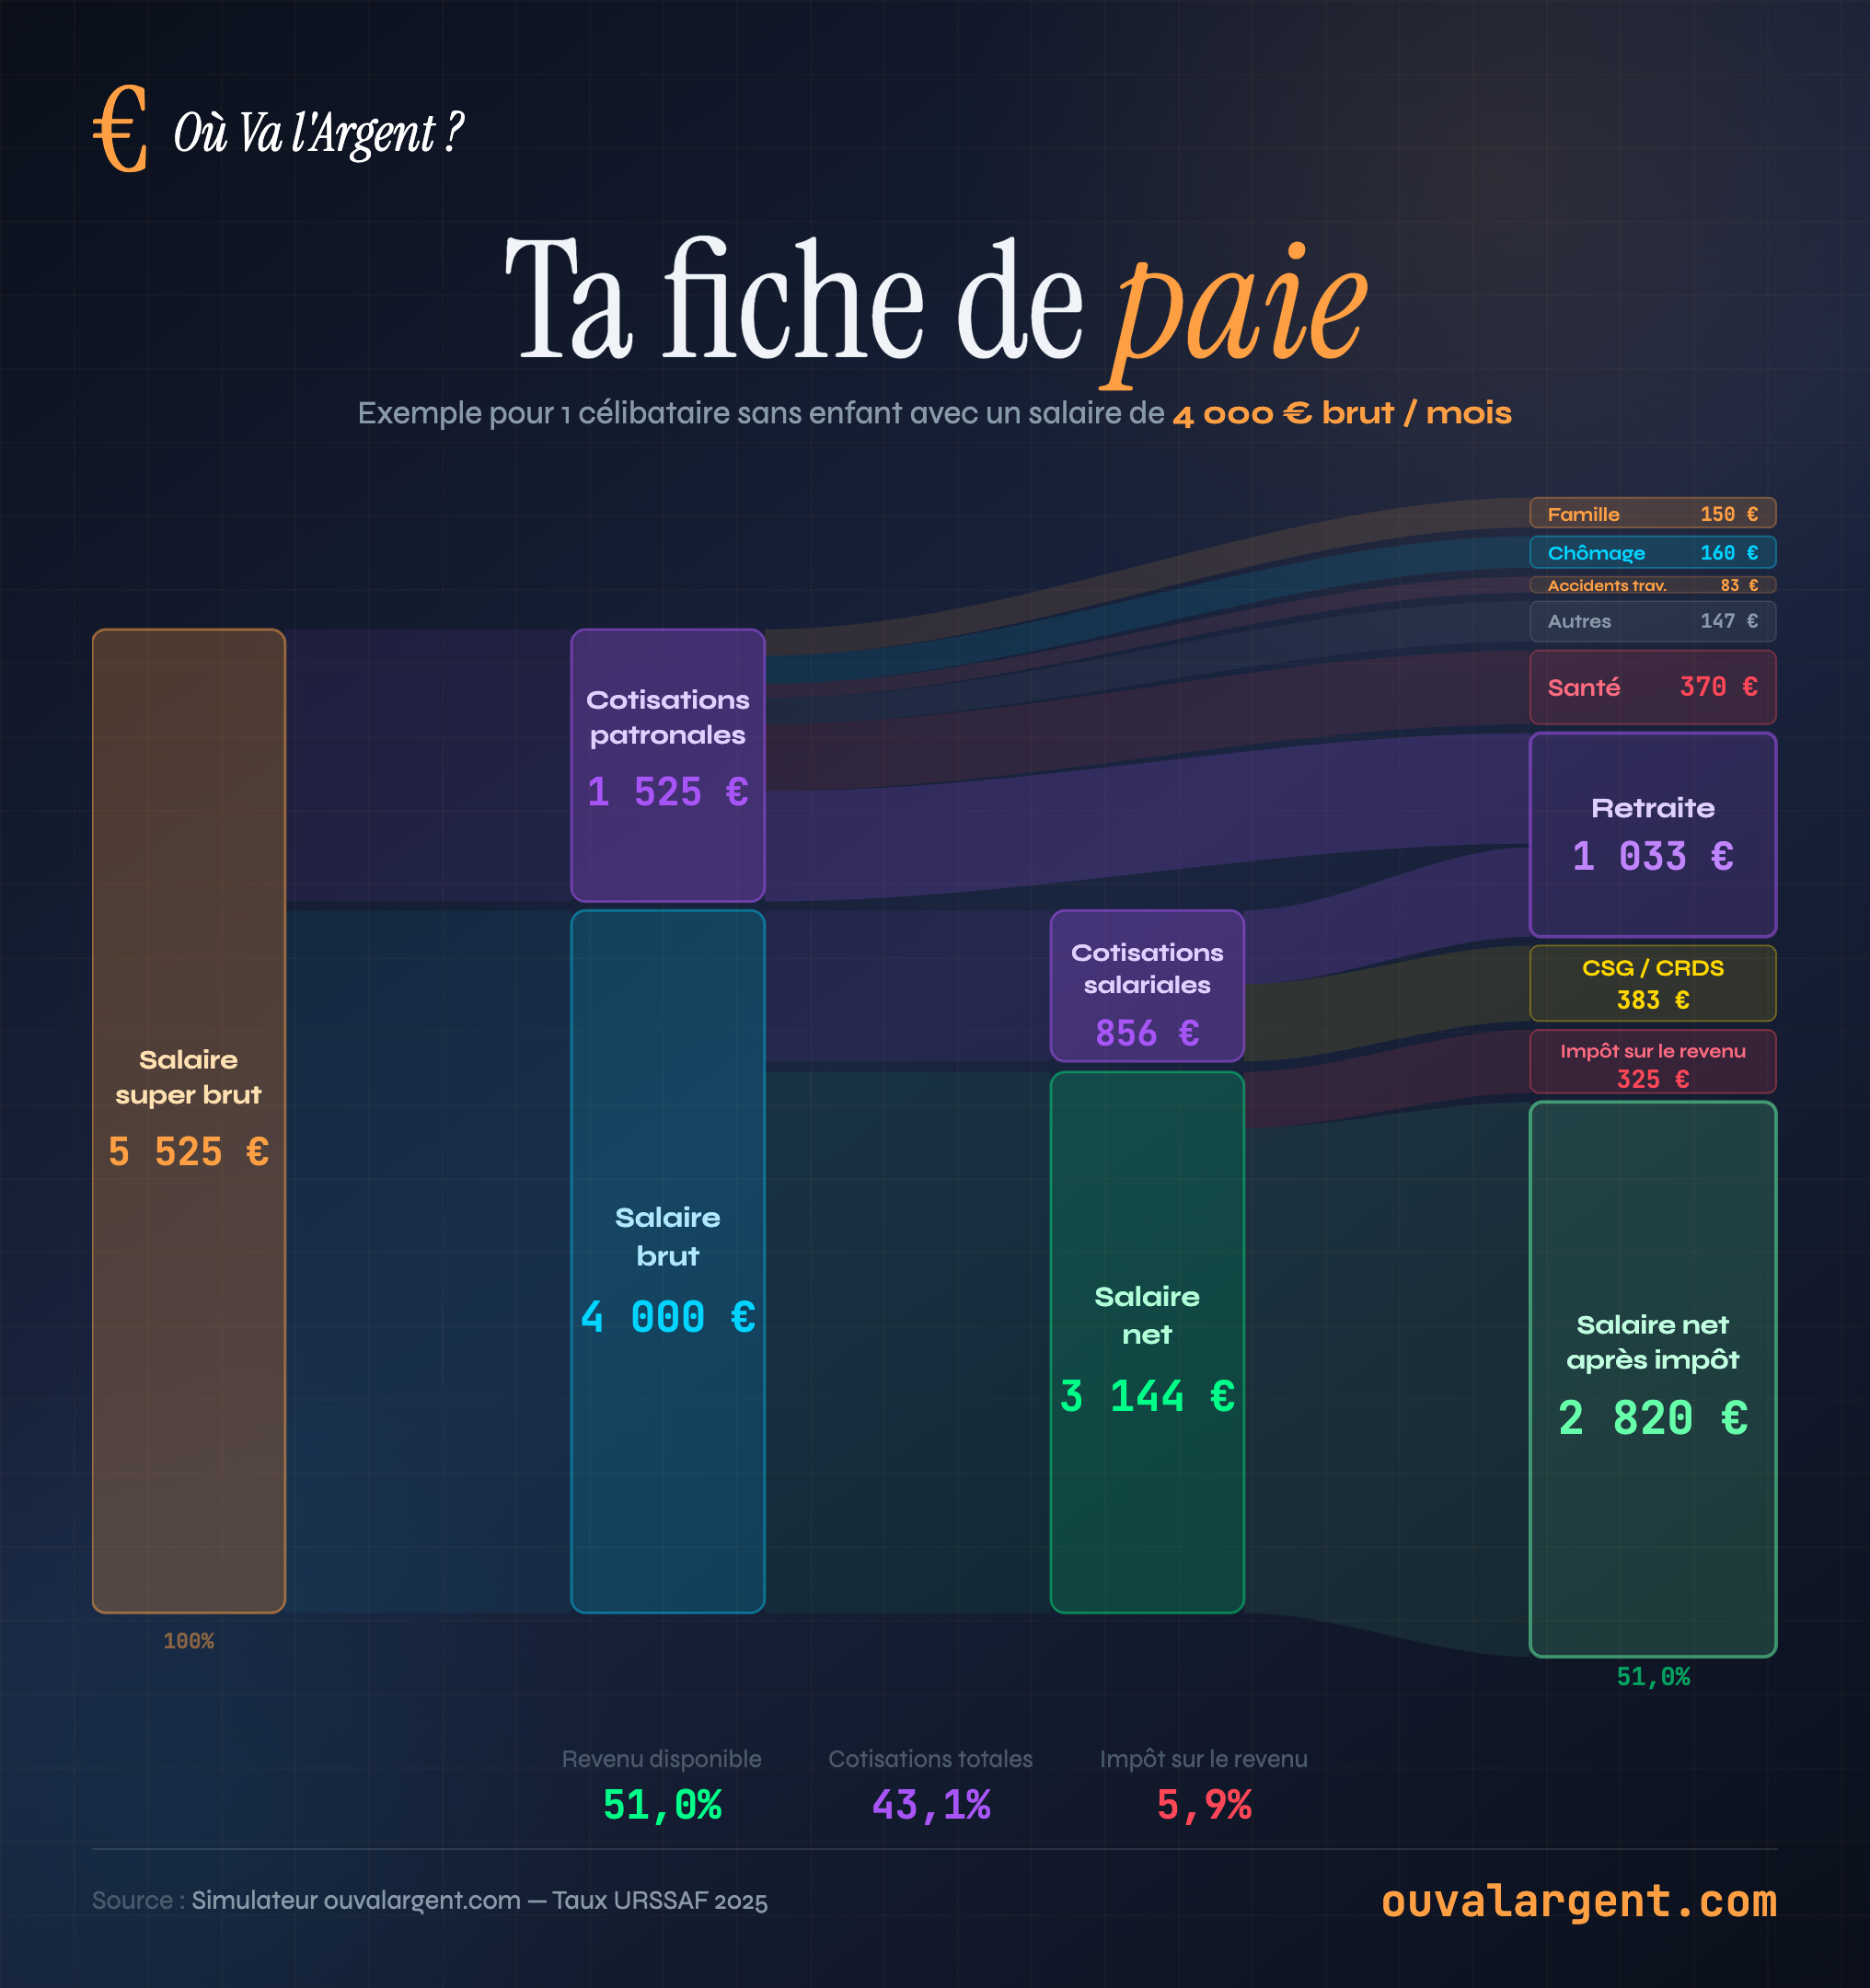 € Où Va l'Argent ?
Ta fiche de paie
Exemple pour 1 célibataire sans enfant avec un salaire de 4 000 € brut / mois
Salaire
super brut
5 525 €
100%
Cotisations
patronales
1 525 €
Salaire
brut
4 000 €
Cotisations
salariales
856 €
Salaire
net
3 144 €
Famille 150 €
Chômage 160 €
Accidents trav. 83 €
Autres 147 €
Santé 370 €
Retraite
1 033 €
CSG / CRDS
383 €
Impôt sur le revenu
325 €
Salaire net
après impôt
2 820 €
51,0%
Revenu disponible
51,0%
Cotisations totales
43,1%
Impôt sur le revenu
5,9%
Source : Simulateur ouvalargent.com — Taux URSSAF 2025
ouvalargent.com